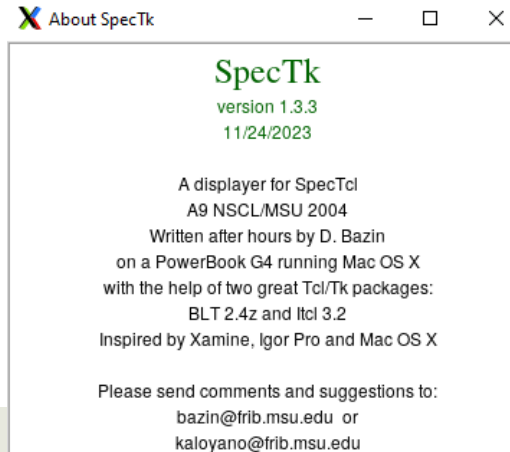 About SpecTk
SpecTk
version 1.3.3
11/24/2023
A displayer for SpecTcl
A9 NSCL/MSU 2004
Written after hours by D. Bazin
on a PowerBook G4 running Mac OS X
with the help of two great Tcl/Tk packages:
BLT 2.4z and Itcl 3.2
Inspired by Xamine, Igor Pro and Mac OS X
Please send comments and suggestions to:
bazin@frib.msu.edu or
kaloyano@frib.msu.edu